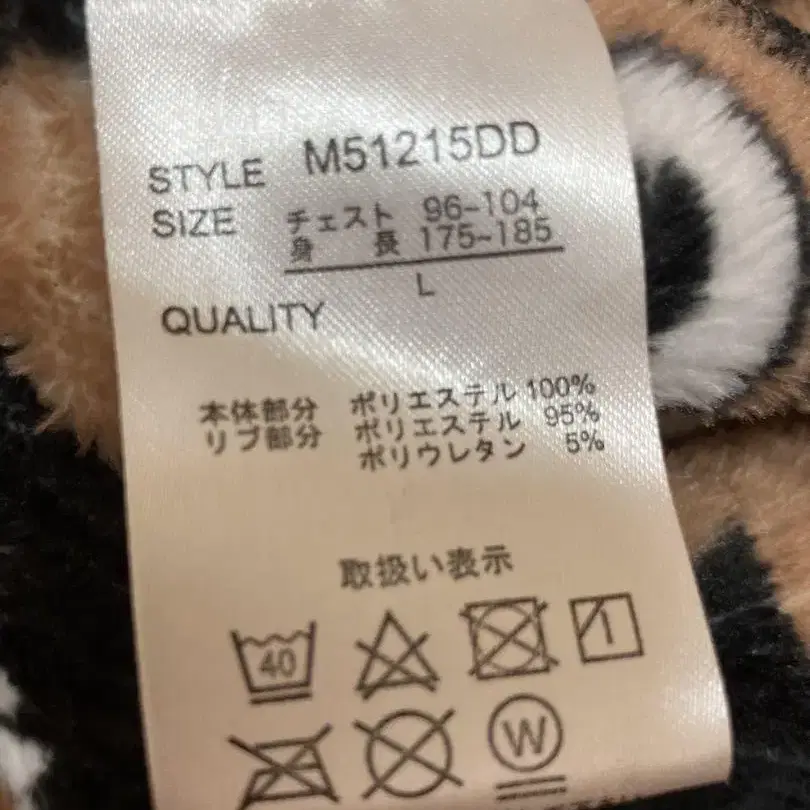 STYLE M51215DD
SIZE チェスト 96-104
身 長 175-185
L
QUALITY
本体部分 ポリエステル 100%
リブ部分 ポリエステル 95%
ポリウレタン 5%
取扱い表示
40
W